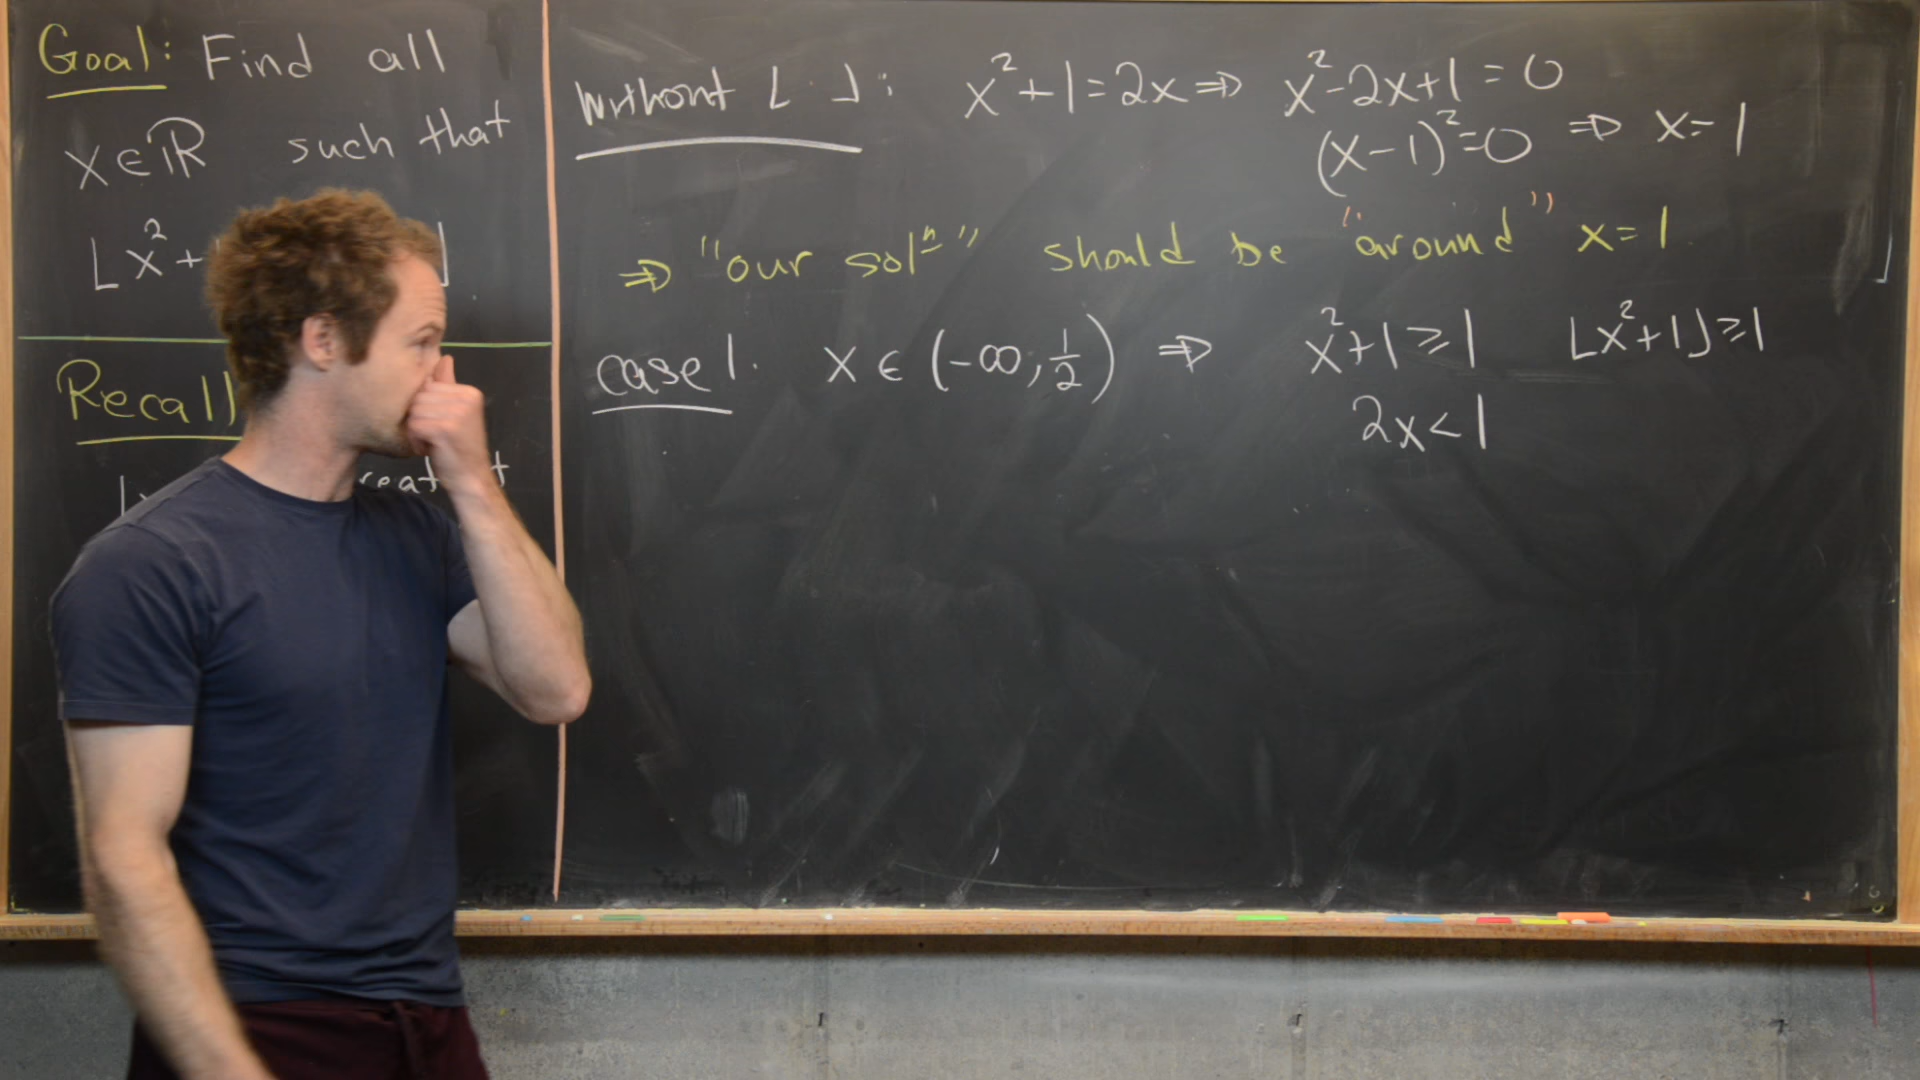 Goal: Find all
x∈ℝ such that
⌊x²+ ⌋
Recall
Without ⌊·⌋: x²+1=2x ⇒ x²-2x+1=0
(x-1)²=0 ⇒ x=1
⇒ "our solⁿ" should be "around" x=1
case 1. x ∈ (-∞, 1/2) ⇒ x²+1≥1 ⌊x²+1⌋≥1
2x<1